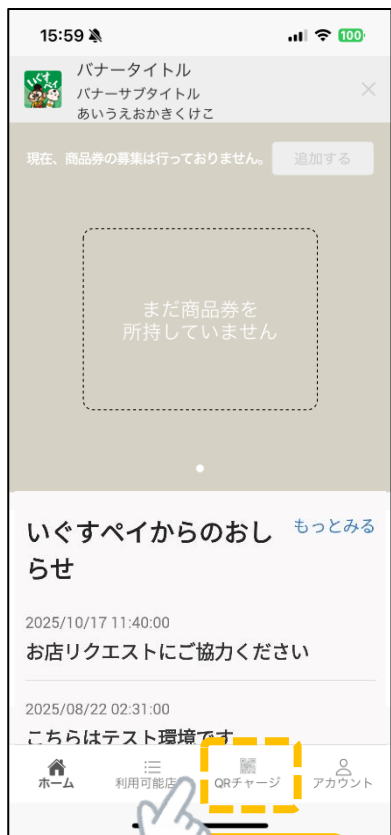 15:59
100
いぐす
ペイ
バナータイトル
バナーサブタイトル
あいうえおかきくけこ
現在、商品券の募集は行っておりません。
追加する
まだ商品券を
所持していません
いぐすペイからのおし
らせ
もっとみる
2025/10/17 11:40:00
お店リクエストにご協力ください
2025/08/22 02:31:00
こちらはテスト環境です
ホーム
利用可能店
QRチャージ
アカウント